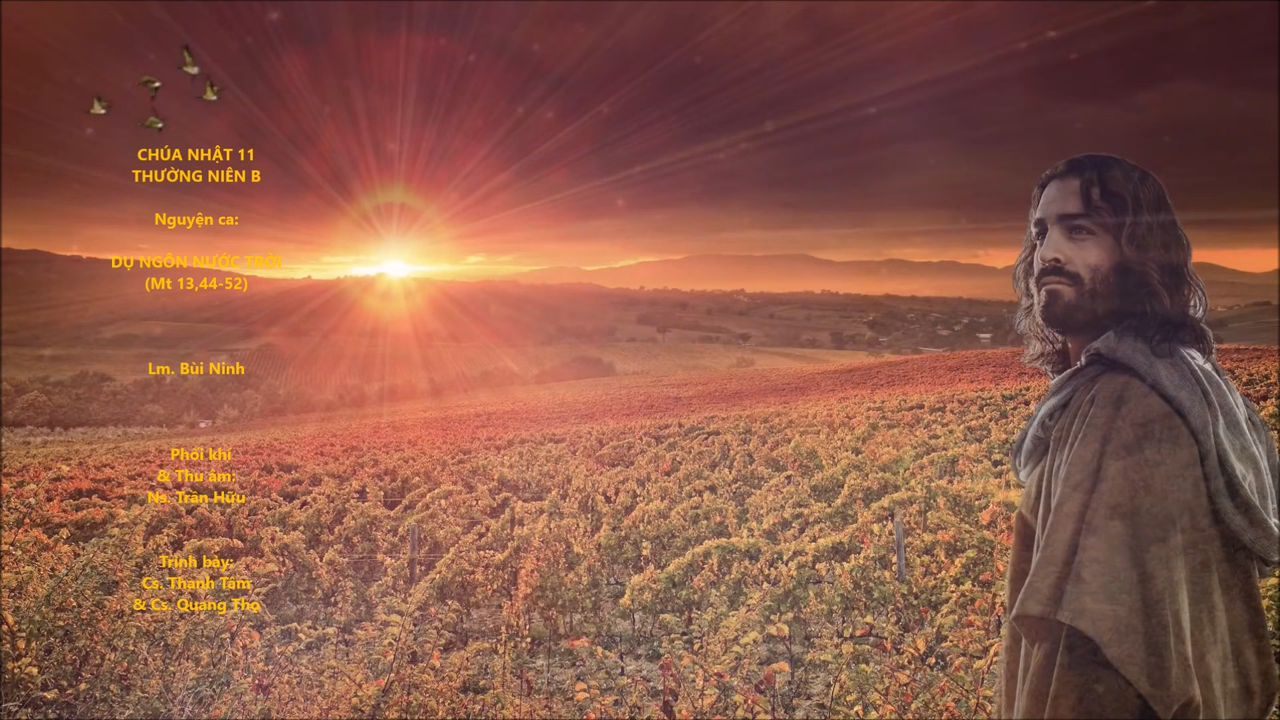 CHÚA NHẬT 11
THƯỜNG NIÊN B
Nguyện ca:
DỤ NGÔN NƯỚC TRỜI
(Mt 13,44-52)
Lm. Bùi Ninh
Phối khí
& Thu âm:
Ns. Trần Hữu
Trình bày:
Cs. Thanh Tâm
& Cs. Quang Thọ